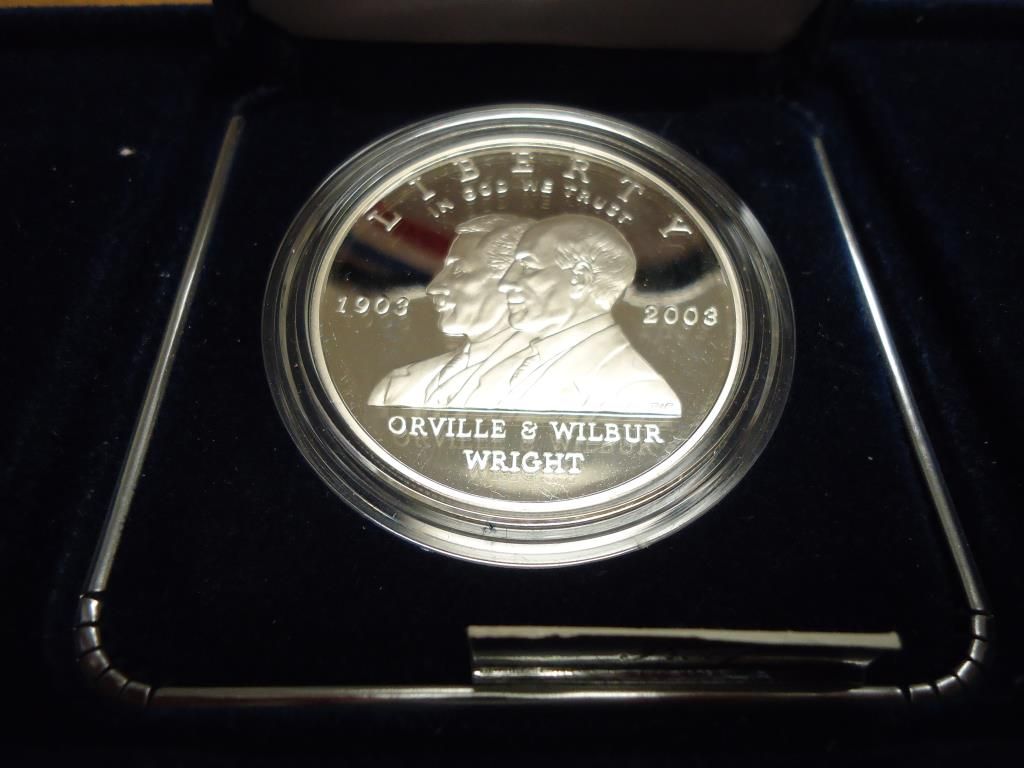 LIBERTY
IN GOD WE TRUST
1903 2003
ORVILLE & WILBUR
WRIGHT